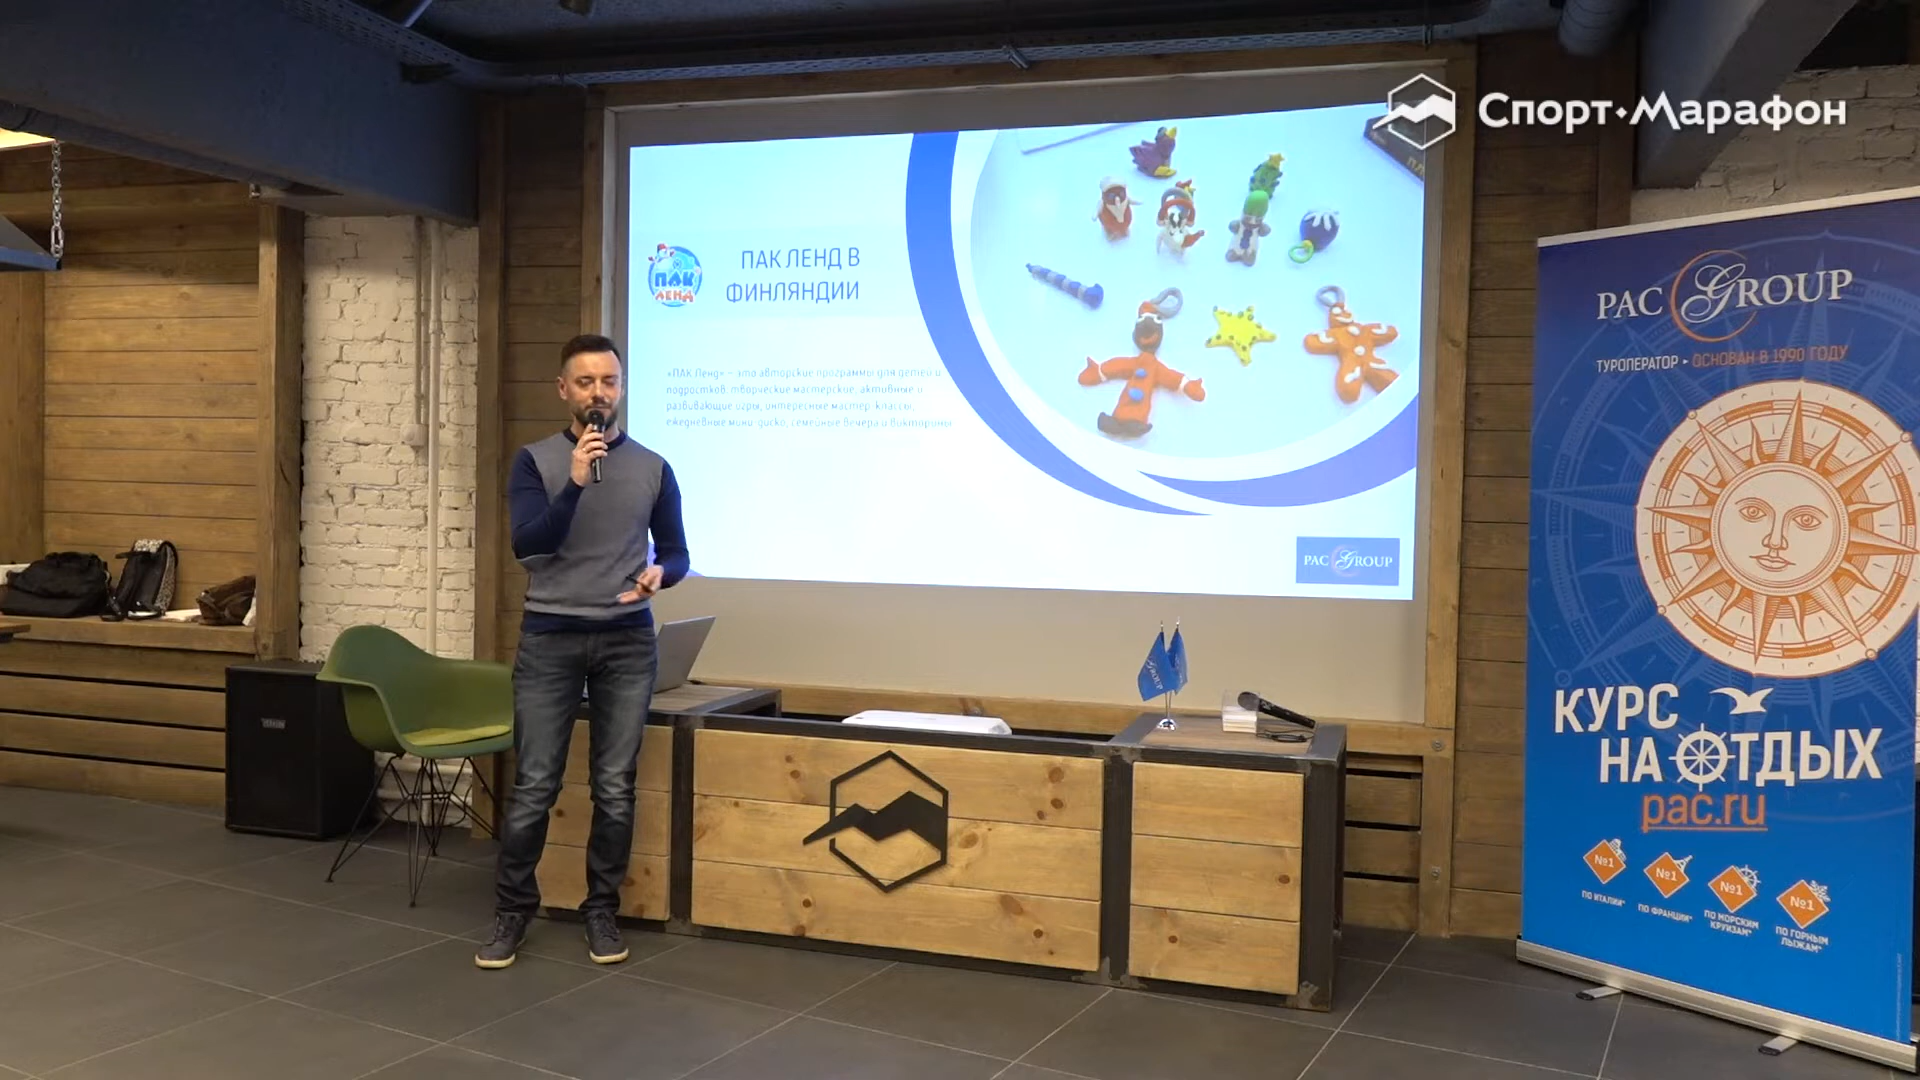 Спорт-Марафон
ПАК ЛЕНД В
ФИНЛЯНДИИ
ПАК
ЛЕНД
«ПАК Ленд» – это авторские программы для детей и
подростков, творческие мастерские, активные и
развивающие игры, интересные мастер-классы,
ежедневные мини-диско, семейные вечера и викторины
PAC GROUP
PAC GROUP
ТУРОПЕРАТОР ▸ ОСНОВАН В 1990 ГОДУ
КУРС
НА ОТДЫХ
pac.ru
№1
ПО ИТАЛИИ*
№1
ПО ФРАНЦИИ*
№1
ПО МОРСКИМ
КРУИЗАМ*
№1
ПО ГОРНЫМ
ЛЫЖАМ*
GROUP